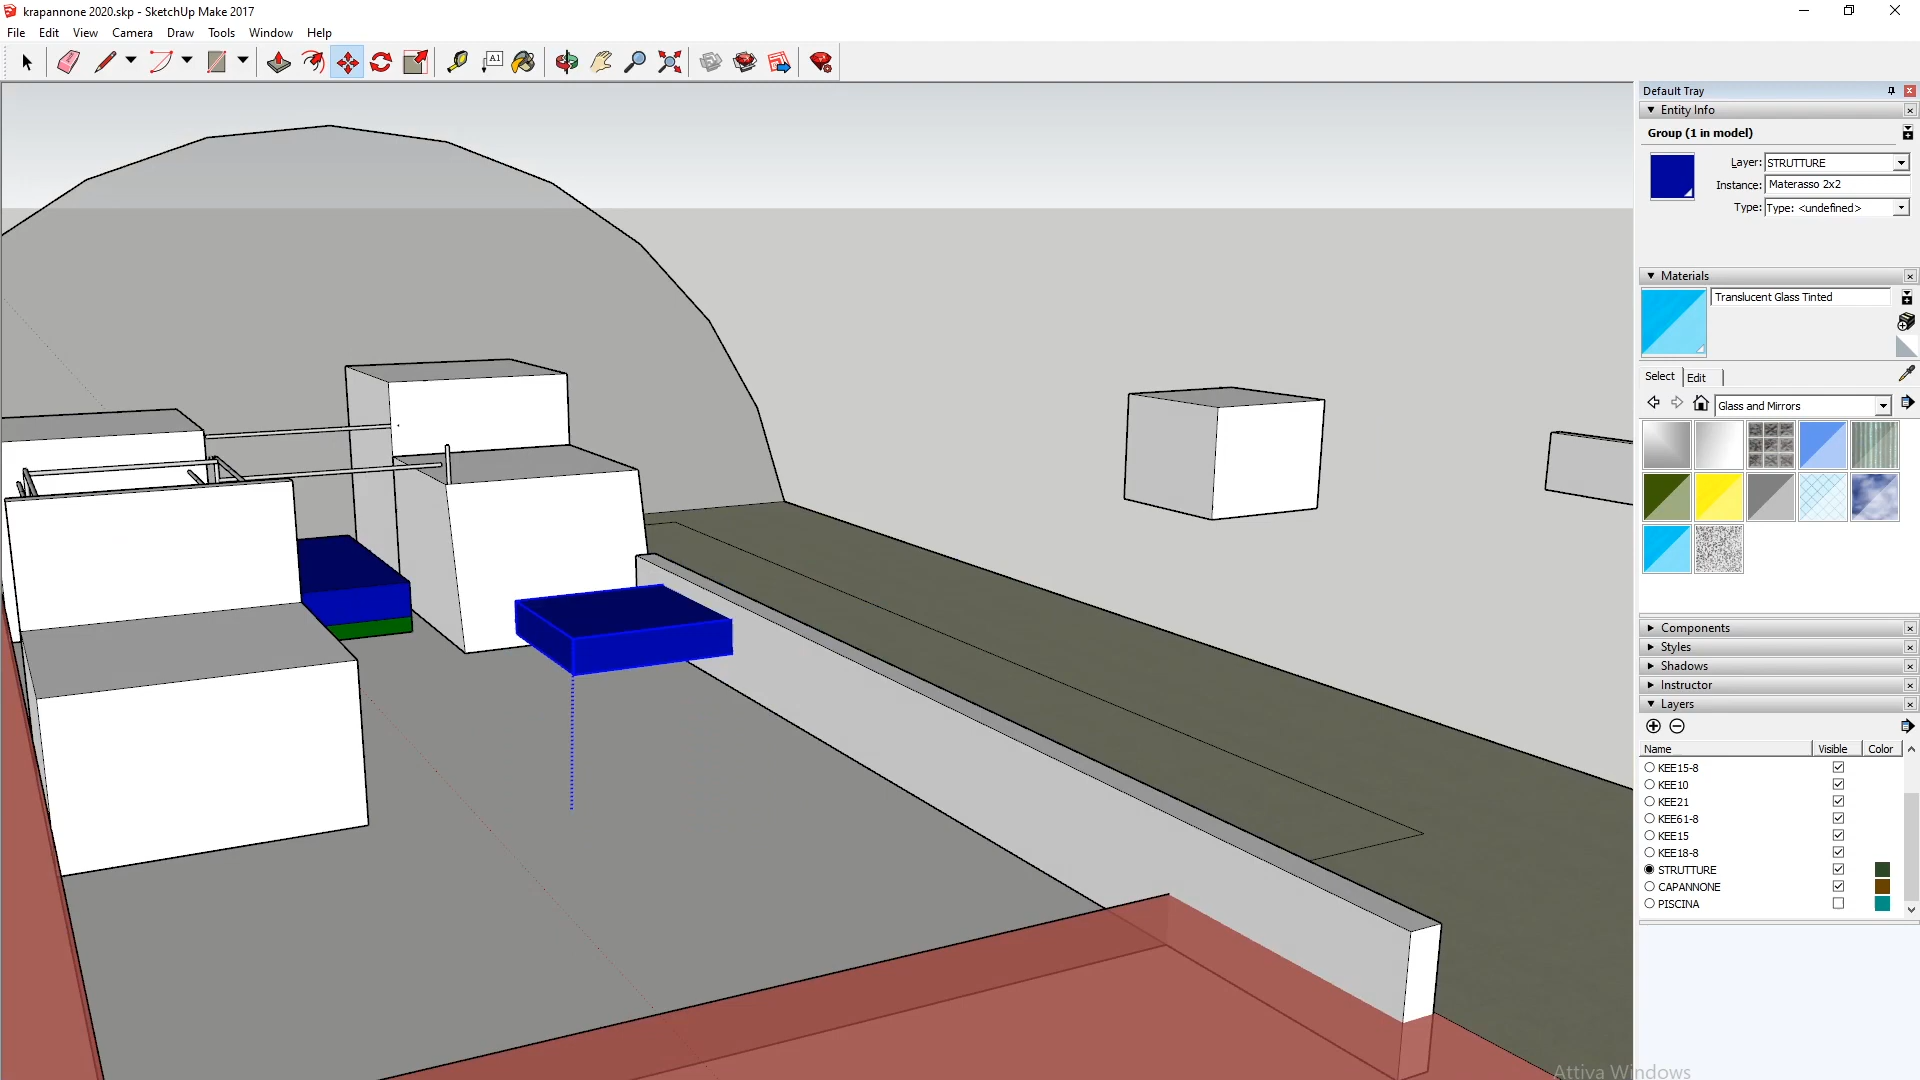 krapannone 2020.skp - SketchUp Make 2017
File Edit View Camera Draw Tools Window Help
A1
Default Tray
Entity Info
Group (1 in model)
Layer: STRUTTURE
Instance: Materasso 2x2
Type: Type: <undefined>
Materials
Translucent Glass Tinted
Select Edit
Glass and Mirrors
Components
Styles
Shadows
Instructor
Layers
Name Visible Color
KEE15-8
KEE10
KEE21
KEE61-8
KEE15
KEE18-8
STRUTTURE
CAPANNONE
PISCINA
Attiva Windows